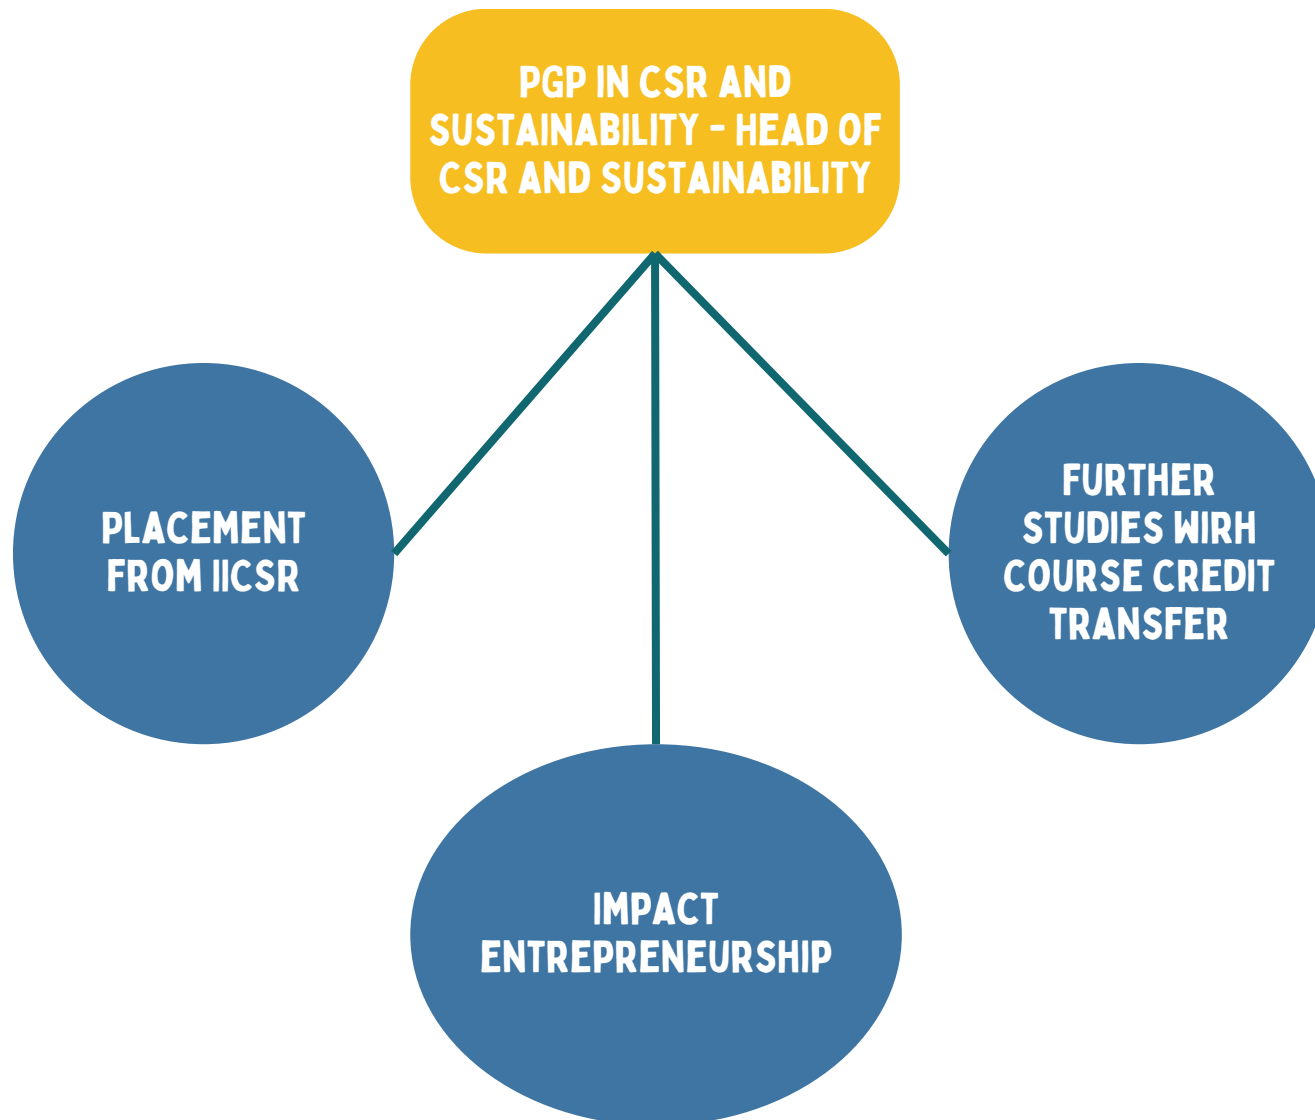 PGP IN CSR AND
SUSTAINABILITY - HEAD OF
CSR AND SUSTAINABILITY
PLACEMENT
FROM IICSR
FURTHER
STUDIES WIRH
COURSE CREDIT
TRANSFER
IMPACT
ENTREPRENEURSHIP